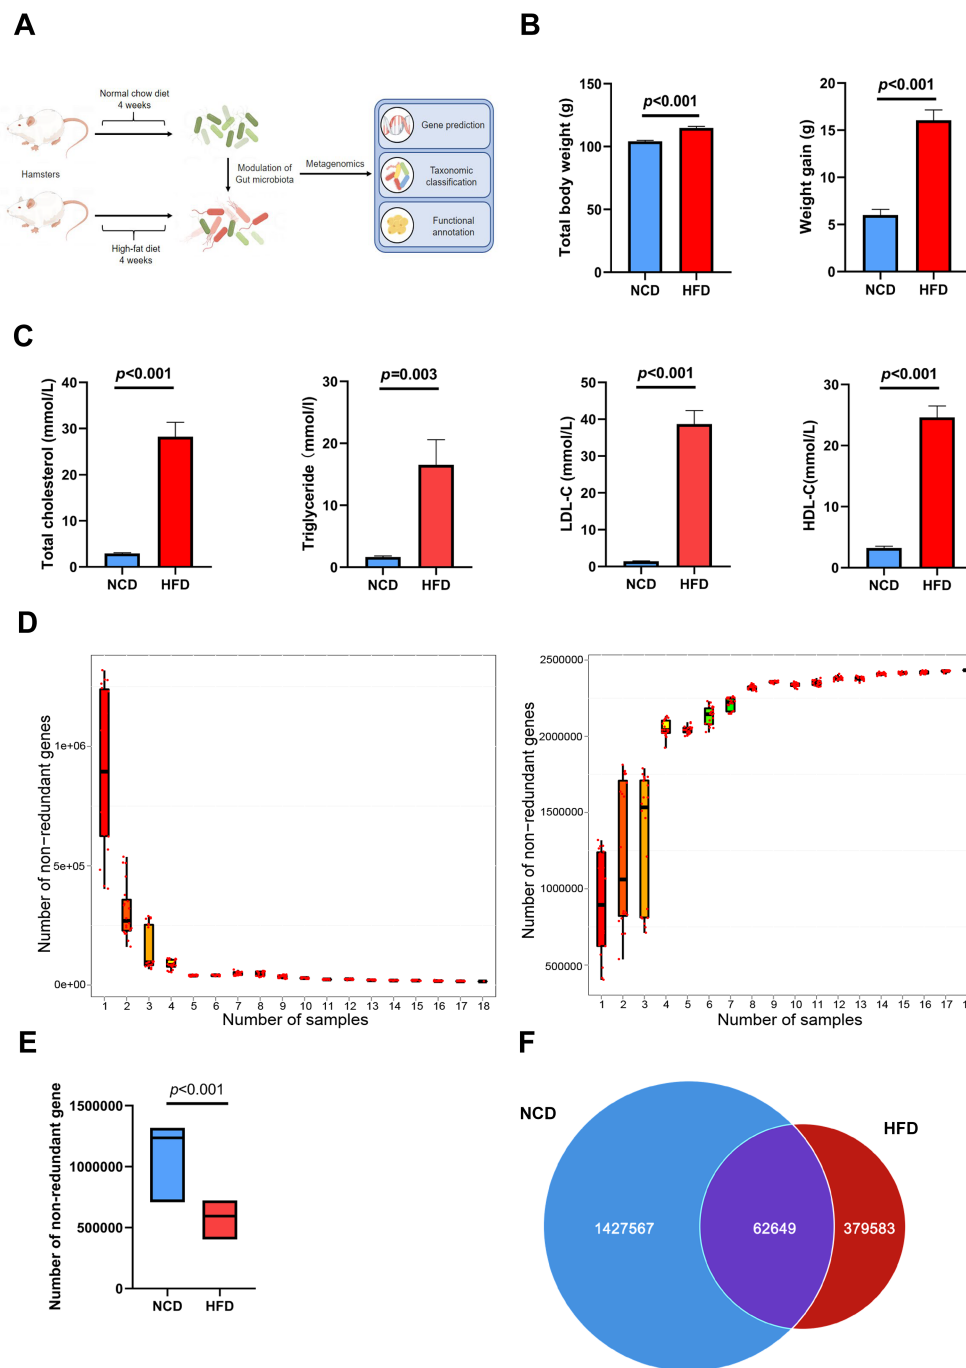 A
Normal chow diet
4 weeks
Hamsters
Modulation of
Gut microbiota
High-fat diet
4 weeks
Metagenomics
Gene prediction
Taxonomic
classification
Functional
annotation
B
Total body weight (g)
150
100
50
0
p<0.001
NCD HFD
Weight gain (g)
20
15
10
5
0
p<0.001
NCD HFD
C
Total cholesterol (mmol/L)
40
30
20
10
0
p<0.001
NCD HFD
Triglyceride (mmol/l)
30
20
10
0
p=0.003
NCD HFD
LDL-C (mmol/L)
50
40
30
20
10
0
p<0.001
NCD HFD
HDL-C(mmol/L)
30
20
10
0
p<0.001
NCD HFD
D
Number of non−redundant genes
1e+06
5e+05
0e+00
1 2 3 4 5 6 7 8 9 10 11 12 13 14 15 16 17 18
Number of samples
Number of non−redundant genes
2500000
2000000
1500000
1000000
500000
1 2 3 4 5 6 7 8 9 10 11 12 13 14 15 16 17
Number of samples
E
Number of non-redundant gene
1500000
1000000
500000
0
p<0.001
NCD HFD
F
NCD
HFD
1427567
62649
379583